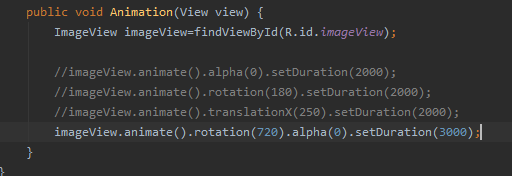 public void Animation(View view) {
ImageView imageView=findViewById(R.id.imageView);
//imageView.animate().alpha(0).setDuration(2000);
//imageView.animate().rotation(180).setDuration(2000);
//imageView.animate().translationX(250).setDuration(2000);
imageView.animate().rotation(720).alpha(0).setDuration(3000);
}
}